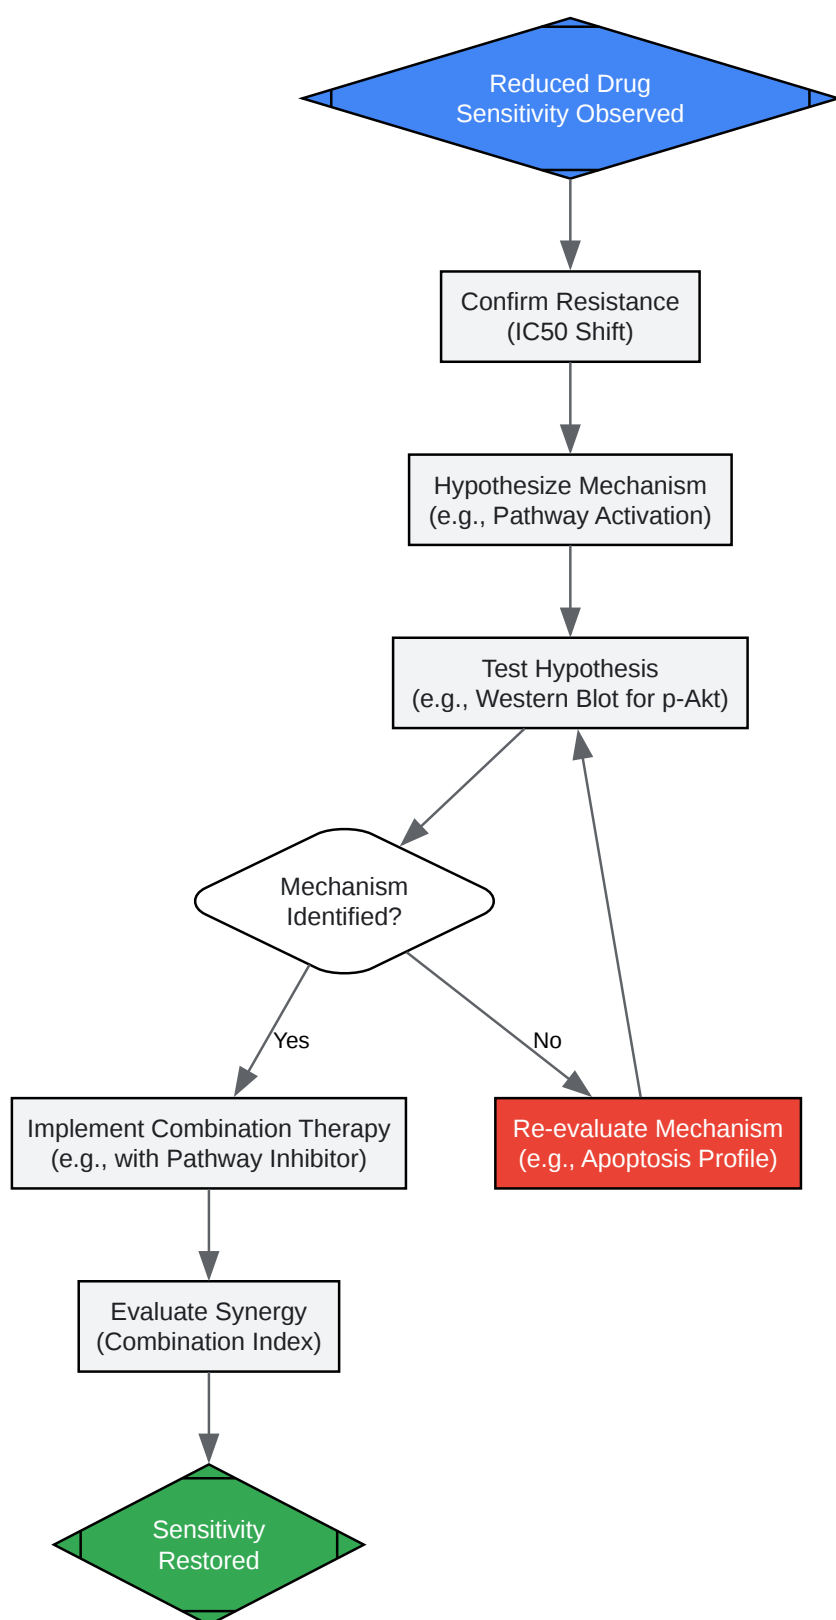 Reduced Drug
Sensitivity Observed
Confirm Resistance
(IC50 Shift)
Hypothesize Mechanism
(e.g., Pathway Activation)
Test Hypothesis
(e.g., Western Blot for p-Akt)
Mechanism
Identified?
Yes
No
Implement Combination Therapy
(e.g., with Pathway Inhibitor)
Re-evaluate Mechanism
(e.g., Apoptosis Profile)
Evaluate Synergy
(Combination Index)
Sensitivity
Restored